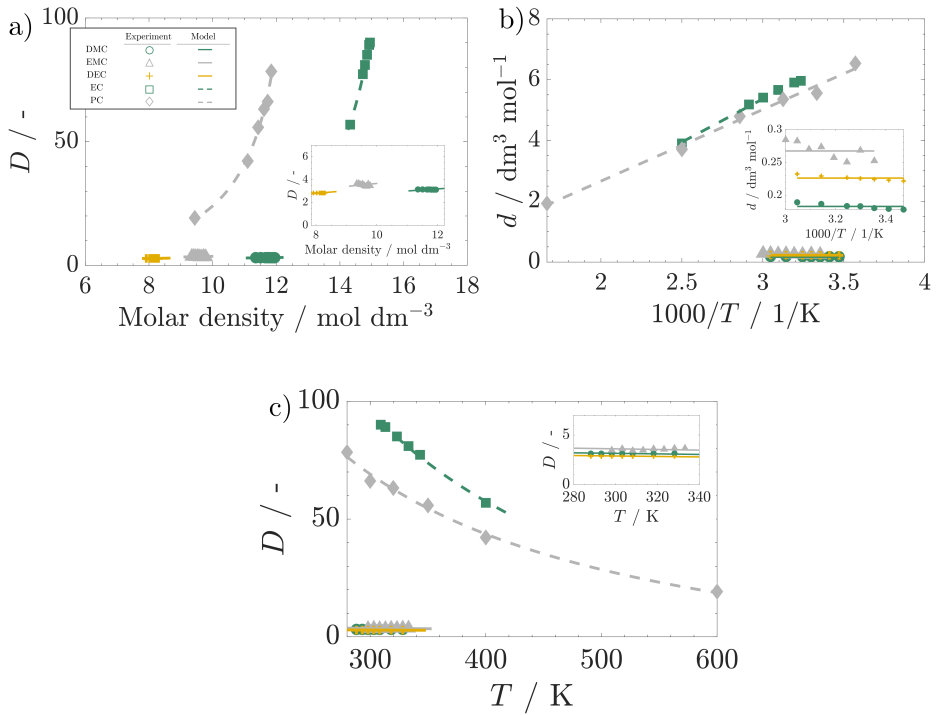 a)
Experiment Model
DMC
EMC
DEC
EC
PC
D / -
100
50
0
6 8 10 12 14 16 18
Molar density / mol dm⁻³
D / -
6
4
2
0
8 9 10 11 12
Molar density / mol dm⁻³
b)
d / dm³ mol⁻¹
8
6
4
2
0
2 2.5 3 3.5 4
1000/T / 1/K
d / dm³ mol⁻¹
0.3
0.25
0.2
3 3.2 3.4
1000/T / 1/K
c)
D / -
100
50
0
300 400 500 600
T / K
D / -
5
0
280 300 320 340
T / K